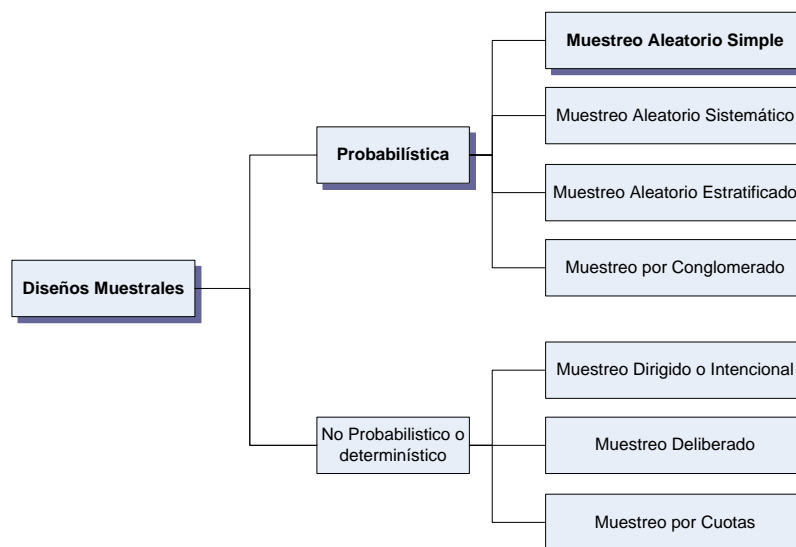 Diseños Muestrales
Probabilística
Muestreo Aleatorio Simple
Muestreo Aleatorio Sistemático
Muestreo Aleatorio Estratificado
Muestreo por Conglomerado
No Probabilistico o
determinístico
Muestreo Dirigido o Intencional
Muestreo Deliberado
Muestreo por Cuotas